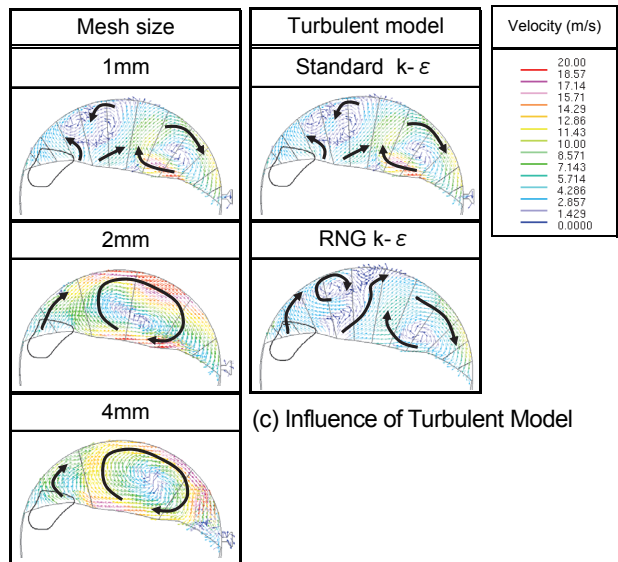 Mesh size
1mm
2mm
4mm
Turbulent model
Standard k-ε
RNG k-ε
(c) Influence of Turbulent Model
Velocity (m/s)
20.00
18.57
17.14
15.71
14.29
12.86
11.43
10.00
8.571
7.143
5.714
4.286
2.857
1.429
0.0000